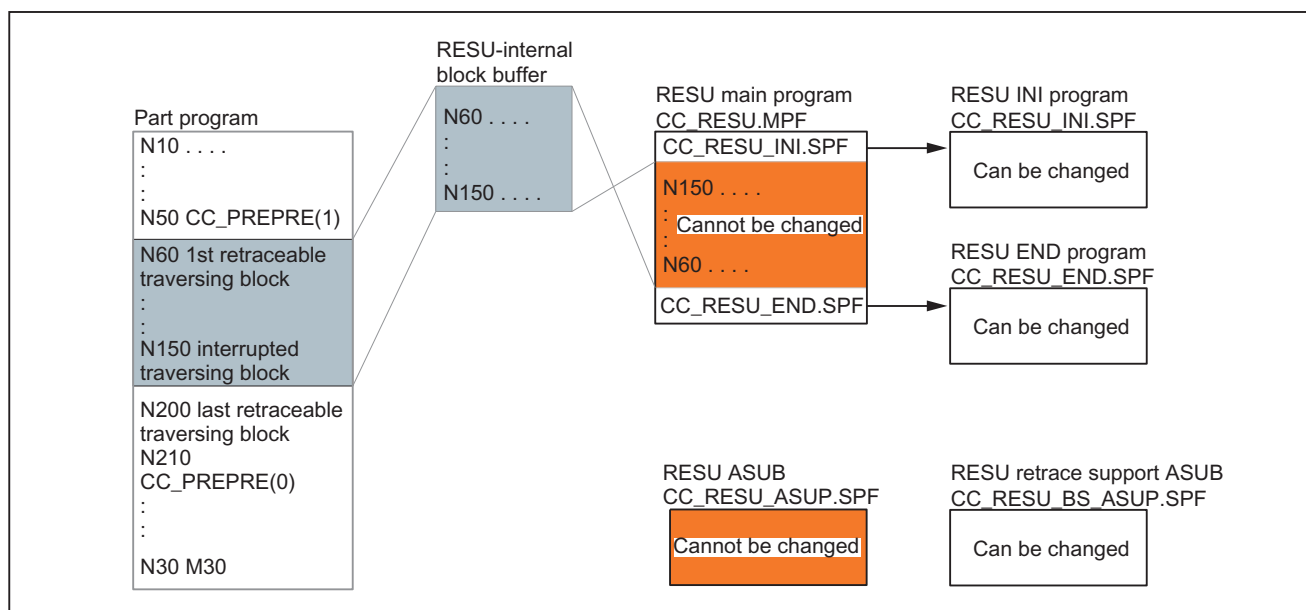 Part program
N10 . . . .
:
:
N50 CC_PREPRE(1)
N60 1st retraceable
traversing block
:
:
N150 interrupted
traversing block
N200 last retraceable
traversing block
N210
CC_PREPRE(0)
:
:
N30 M30
RESU-internal
block buffer
N60 . . . .
:
:
N150 . . . .
RESU main program
CC_RESU.MPF
CC_RESU_INI.SPF
N150 . . . .
:
: Cannot be changed
:
N60 . . . .
CC_RESU_END.SPF
RESU INI program
CC_RESU_INI.SPF
Can be changed
RESU END program
CC_RESU_END.SPF
Can be changed
RESU ASUB
CC_RESU_ASUP.SPF
Cannot be changed
RESU retrace support ASUB
CC_RESU_BS_ASUP.SPF
Can be changed